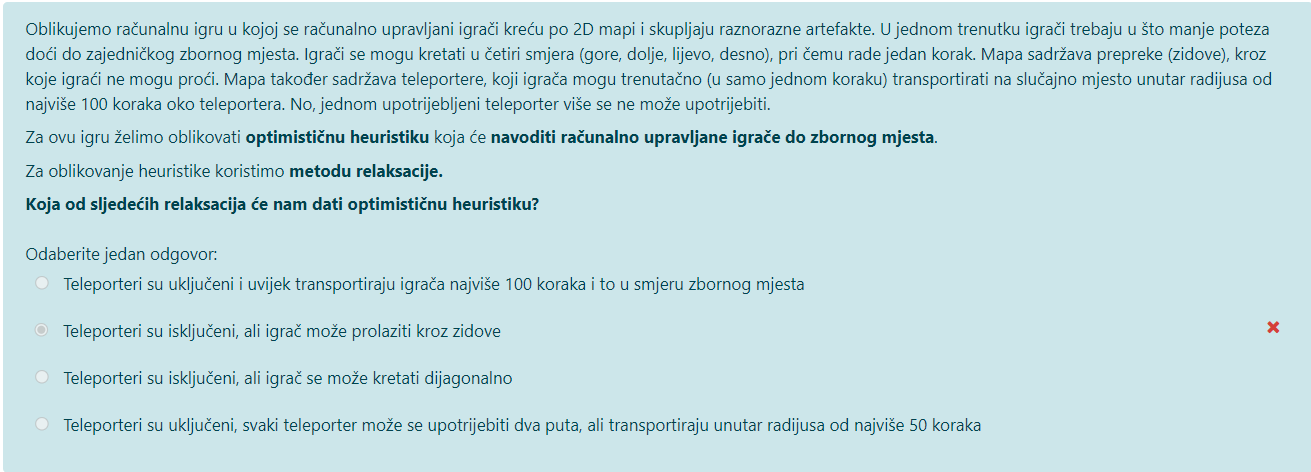 Oblikujemo računalnu igru u kojoj se računalno upravljani igrači kreću po 2D mapi i skupljaju raznorazne artefakte. U jednom trenutku igrači trebaju u što manje poteza
doći do zajedničkog zbornog mjesta. Igrači se mogu kretati u četiri smjera (gore, dolje, lijevo, desno), pri čemu rade jedan korak. Mapa sadržava prepreke (zidove), kroz
koje igraći ne mogu proći. Mapa također sadržava teleportere, koji igrača mogu trenutačno (u samo jednom koraku) transportirati na slučajno mjesto unutar radijusa od
najviše 100 koraka oko teleportera. No, jednom upotrijebljeni teleporter više se ne može upotrijebiti.
Za ovu igru želimo oblikovati optimističnu heuristiku koja će navoditi računalno upravljane igrače do zbornog mjesta.
Za oblikovanje heuristike koristimo metodu relaksacije.
Koja od sljedećih relaksacija će nam dati optimističnu heuristiku?
Odaberite jedan odgovor:
Teleporteri su uključeni i uvijek transportiraju igrača najviše 100 koraka i to u smjeru zbornog mjesta
Teleporteri su isključeni, ali igrač može prolaziti kroz zidove
Teleporteri su isključeni, ali igrač se može kretati dijagonalno
Teleporteri su uključeni, svaki teleporter može se upotrijebiti dva puta, ali transportiraju unutar radijusa od najviše 50 koraka